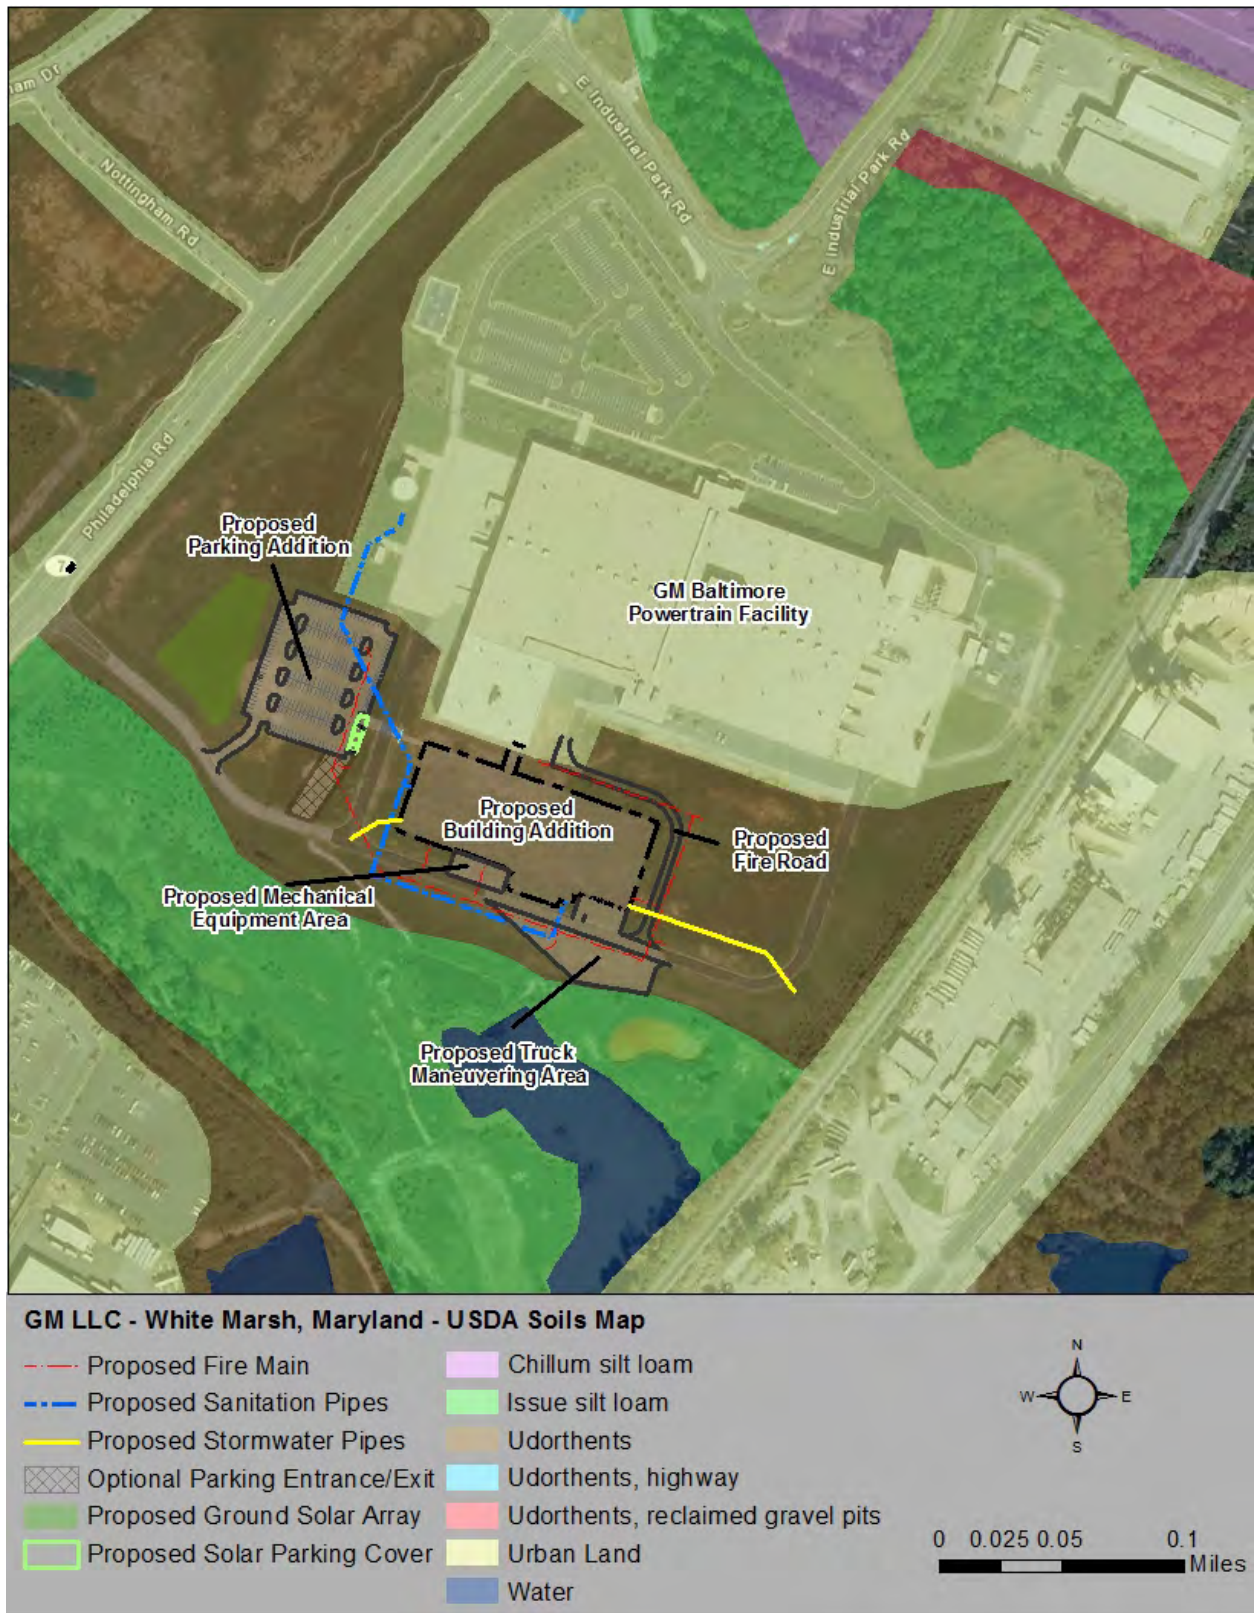 E Industrial Park Rd
ham Dr
Nottingham Rd
E Industrial Park Rd
Philadelphia Rd
7
Proposed
Parking Addition
GM Baltimore
Powertrain Facility
Proposed
Building Addition
Proposed
Fire Road
Proposed Mechanical
Equipment Area
Proposed Truck
Maneuvering Area
GM LLC - White Marsh, Maryland - USDA Soils Map
Proposed Fire Main
Proposed Sanitation Pipes
Proposed Stormwater Pipes
Optional Parking Entrance/Exit
Proposed Ground Solar Array
Proposed Solar Parking Cover
Chillum silt loam
Issue silt loam
Udorthents
Udorthents, highway
Udorthents, reclaimed gravel pits
Urban Land
Water
N
W E
S
0 0.025 0.05 0.1
Miles